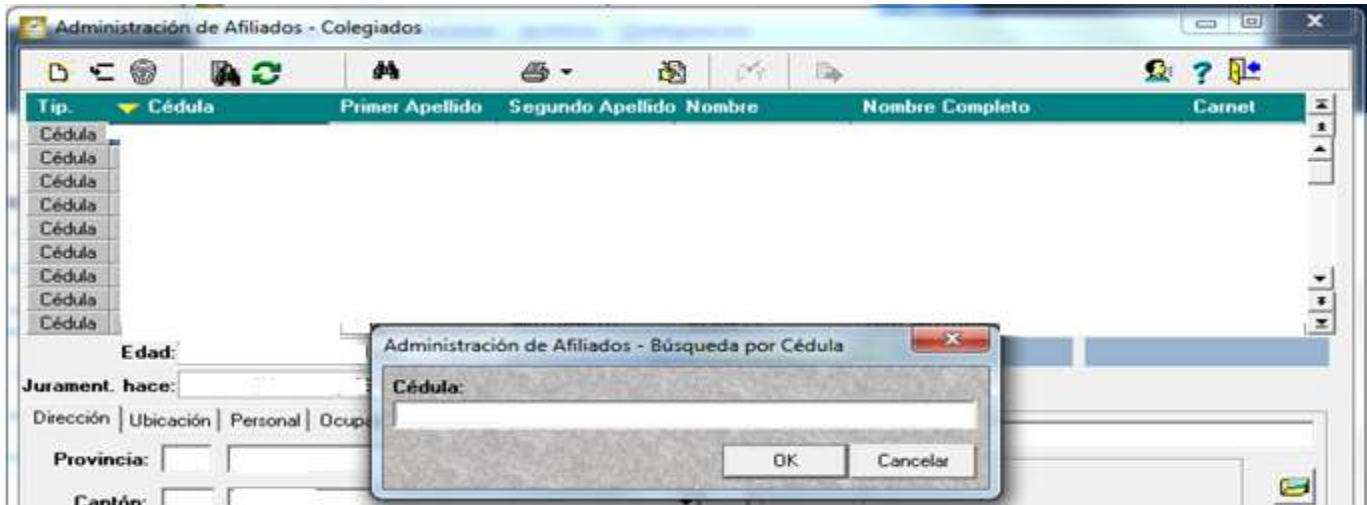 Administración de Afiliados - Colegiados
Tip. Cédula Primer Apellido Segundo Apellido Nombre Nombre Completo Carnet
Cédula
Cédula
Cédula
Cédula
Cédula
Cédula
Cédula
Cédula
Cédula
Edad:
Jurament. hace:
Dirección Ubicación Personal
Provincia:
Cantón:
Administración de Afiliados - Búsqueda por Cédula
Cédula:
OK Cancelar